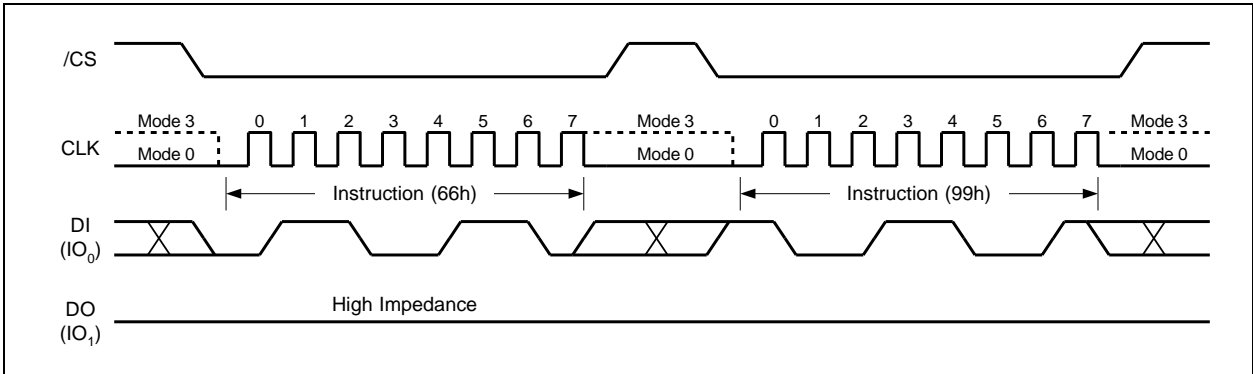 /CS
Mode 3 0 1 2 3 4 5 6 7 Mode 3 0 1 2 3 4 5 6 7 Mode 3
CLK
Mode 0 Mode 0 Mode 0
Instruction (66h) Instruction (99h)
DI
(IO₀)
High Impedance
DO
(IO₁)